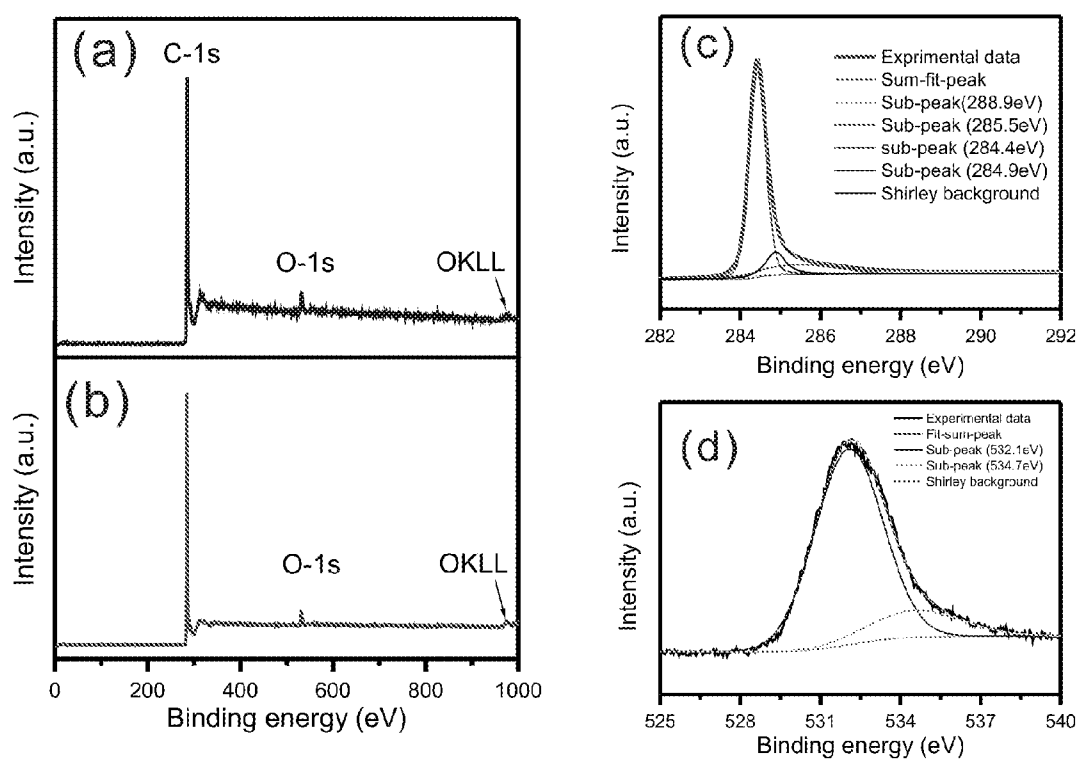 (a)
C-1s
O-1s
OKLL
Intensity (a.u.)
(b)
O-1s
OKLL
Intensity (a.u.)
0 200 400 600 800 1000
Binding energy (eV)
(c)
Exprimental data
Sum-fit-peak
Sub-peak(288.9eV)
Sub-peak (285.5eV)
sub-peak (284.4eV)
Sub-peak (284.9eV)
Shirley background
Intensity (a.u.)
282 284 286 288 290 292
Binding energy (eV)
(d)
Experimental data
Fit-sum-peak
Sub-peak (532.1eV)
Sub-peak (534.7eV)
Shirley background
Intensity (a.u.)
525 528 531 534 537 540
Binding energy (eV)